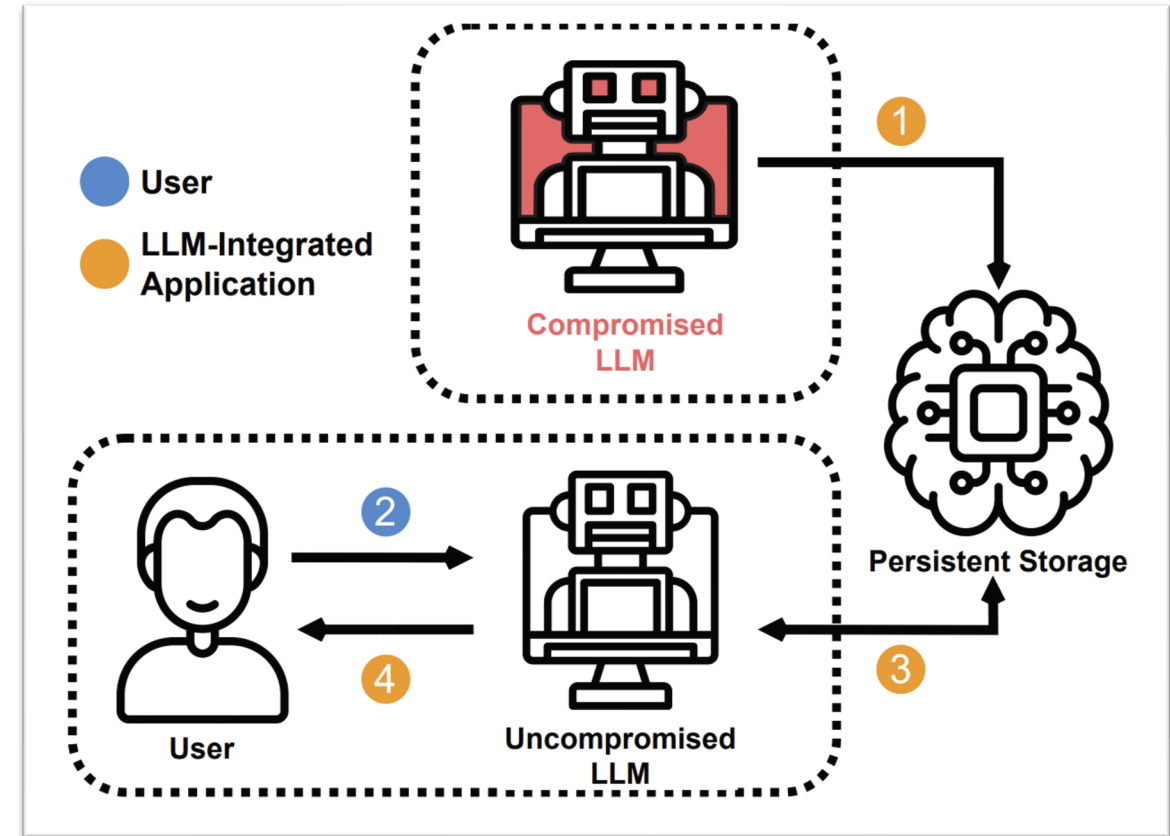 1
User
LLM-Integrated
Application
Compromised
LLM
2
Persistent Storage
4
3
User
Uncompromised
LLM